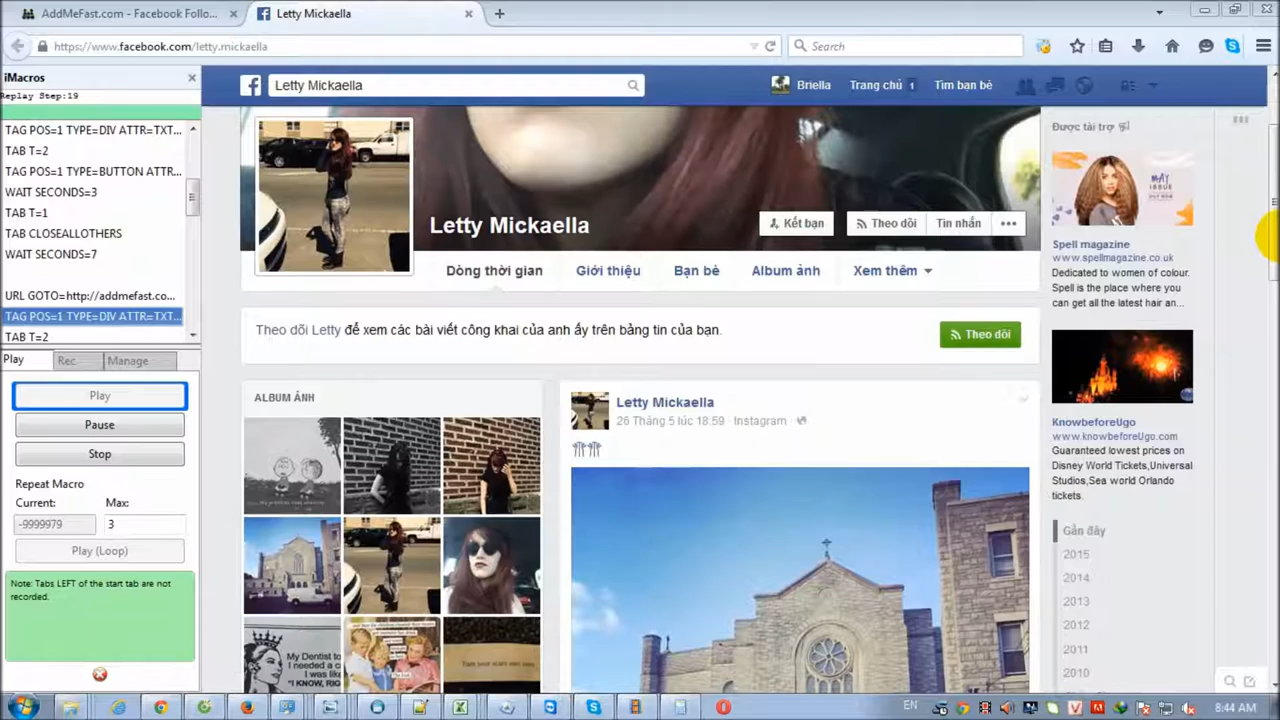 AddMeFast.com - Facebook Follo...
Letty Mickaella
https://www.facebook.com/letty.mickaella
Search
iMacros
Replay Step:19
TAG POS=1 TYPE=DIV ATTR=TXT...
TAB T=2
TAG POS=1 TYPE=BUTTON ATTR...
WAIT SECONDS=3
TAB T=1
TAB CLOSEALLOTHERS
WAIT SECONDS=7
URL GOTO=http://addmefast.co...
TAG POS=1 TYPE=DIV ATTR=TXT...
TAB T=2
Play
Rec
Manage
Play
Pause
Stop
Repeat Macro
Current:
Max:
-9999979
3
Play (Loop)
Note: Tabs LEFT of the start tab are not
recorded.
Letty Mickaella
Briella
Trang chủ 1
Tìm bạn bè
Letty Mickaella
Kết bạn
Theo dõi
Tin nhắn
Dòng thời gian
Giới thiệu
Bạn bè
Album ảnh
Xem thêm
Theo dõi Letty để xem các bài viết công khai của anh ấy trên bảng tin của bạn.
Theo dõi
ALBUM ẢNH
My Dentist to
I needed a c
I was lik
"I KNOW, RIG
Letty Mickaella
26 Tháng 5 lúc 18:59 · Instagram
Được tài trợ
MAY
ISSUE
Spell magazine
www.spellmagazine.co.uk
Dedicated to women of colour.
Spell is the place where you
can get all the latest hair an...
KnowbeforeUgo
www.knowbeforeUgo.com
Guaranteed lowest prices on
Disney World Tickets,Universal
Studios,Sea world Orlando
tickets.
Gần đây
2015
2014
2013
2012
2011
2010
EN
8:44 AM